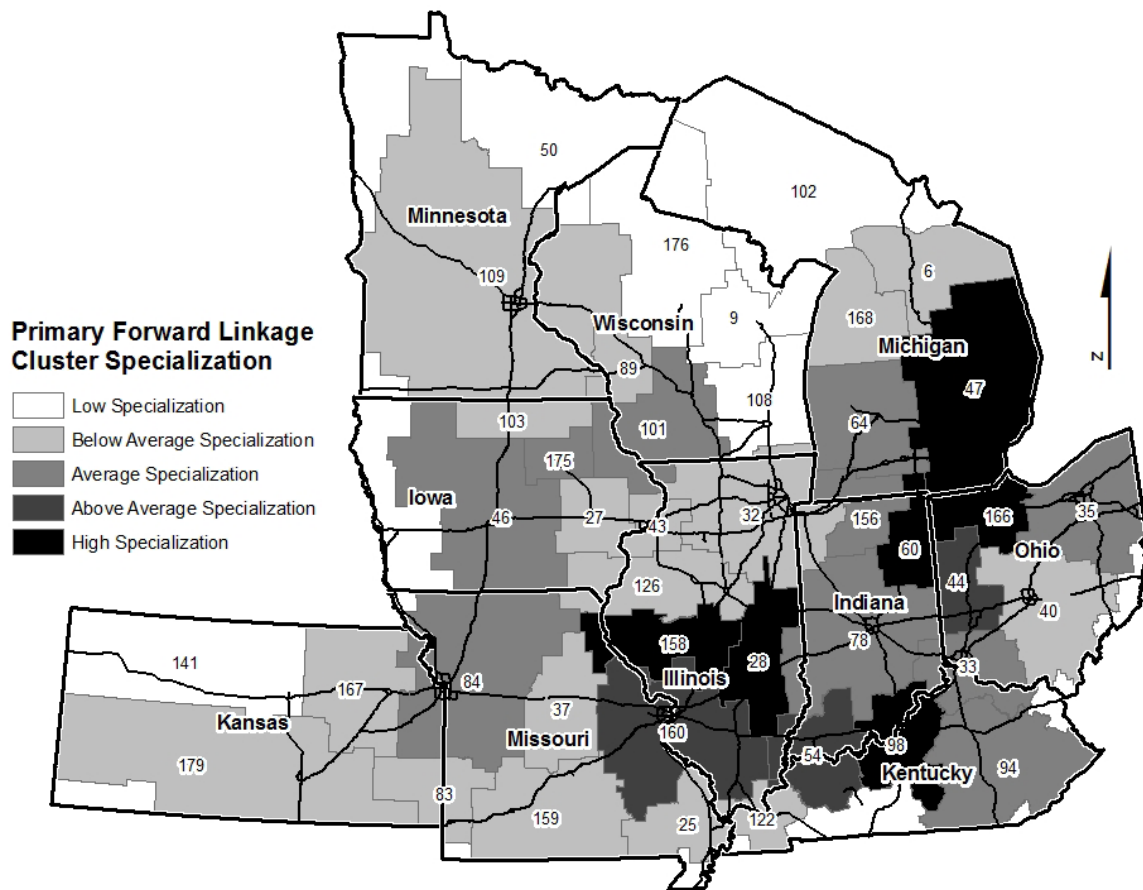 50
102
Minnesota
176
6
109
9
168
Wisconsin
Michigan
Primary Forward Linkage
Cluster Specialization
Low Specialization
Below Average Specialization
Average Specialization
Above Average Specialization
High Specialization
N
89
47
108
103
101
64
175
Iowa
46
27
43
32
156
166
35
60
Ohio
44
126
40
Indiana
158
78
28
33
141
Illinois
167
84
37
Kansas
Missouri
160
98
54
179
Kentucky
94
83
159
25
122